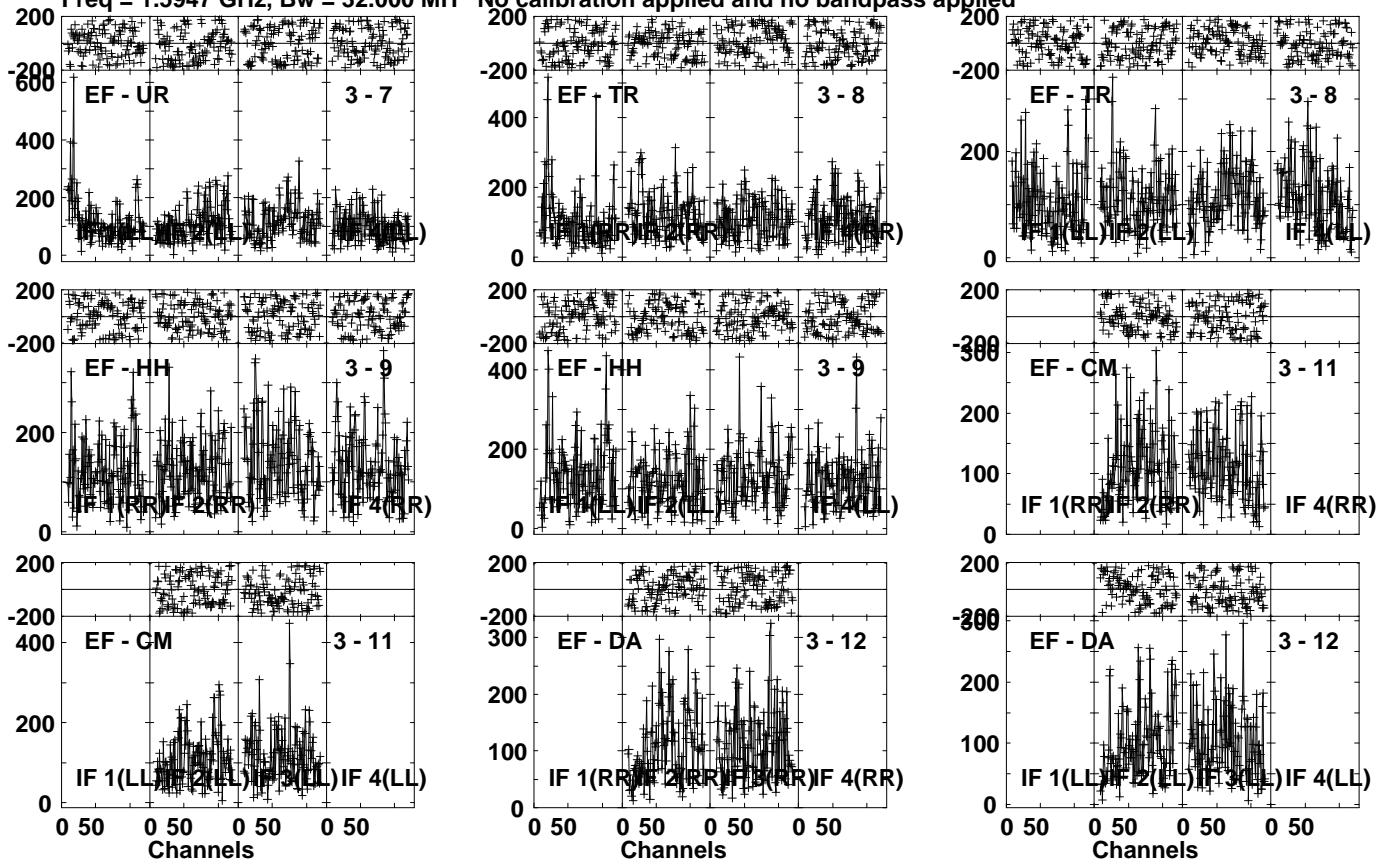 Freq = 1.5947 GHz, Bw = 32.000 MH No calibration applied and no bandpass applied
200
-200
600
400
200
0
EF - UR 3 - 7
IF 1(LL) IF 2(LL) IF 4(LL)
200
-200
400
200
0
EF - TR 3 - 8
IF 1(RR) IF 2(RR) IF 4(RR)
200
-200
200
0
EF - TR 3 - 8
IF 1(LL) IF 2(LL) IF 4(LL)
200
-200
200
0
EF - HH 3 - 9
IF 1(RR) IF 2(RR) IF 4(RR)
200
-200
400
200
0
EF - HH 3 - 9
IF 1(LL) IF 2(LL) IF 4(LL)
200
-200
300
200
100
0
EF - CM 3 - 11
IF 1(RR) IF 2(RR) IF 4(RR)
200
-200
400
200
0
EF - CM 3 - 11
IF 1(LL) IF 2(LL) IF 3(LL) IF 4(LL)
0 50 0 50 0 50 0 50
Channels
200
-200
300
200
100
0
EF - DA 3 - 12
IF 1(RR) IF 2(RR) IF 3(RR) IF 4(RR)
0 50 0 50 0 50 0 50
Channels
200
-200
300
200
100
0
EF - DA 3 - 12
IF 1(LL) IF 2(LL) IF 3(LL) IF 4(LL)
0 50 0 50 0 50 0 50
Channels